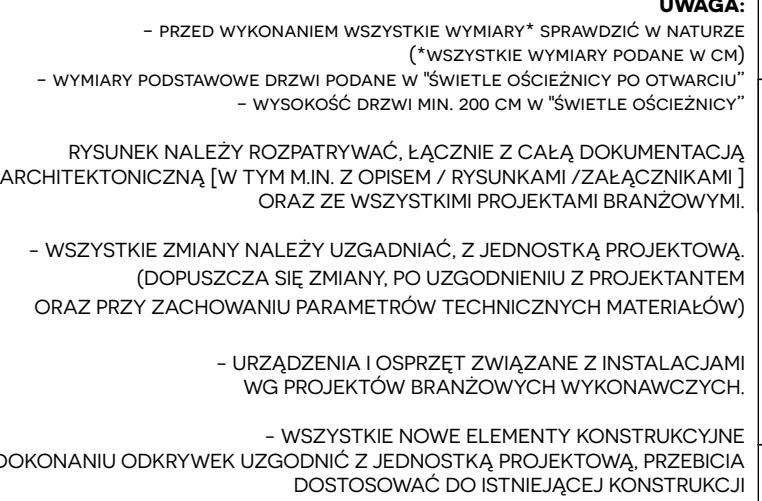 UWAGA:
– PRZED WYKONANIEM WSZYSTKIE WYMIARY* SPRAWDZIĆ W NATURZE
(*WSZYSTKIE WYMIARY PODANE W CM)
– WYMIARY PODSTAWOWE DRZWI PODANE W "ŚWIETLE OŚCIEŻNICY PO OTWARCIU”
– WYSOKOŚĆ DRZWI MIN. 200 CM W "ŚWIETLE OŚCIEŻNICY”
RYSUNEK NALEŻY ROZPATRYWAĆ, ŁĄCZNIE Z CAŁĄ DOKUMENTACJĄ
ARCHITEKTONICZNĄ [W TYM M.IN. Z OPISEM / RYSUNKAMI /ZAŁĄCZNIKAMI ]
ORAZ ZE WSZYSTKIMI PROJEKTAMI BRANŻOWYMI.
– WSZYSTKIE ZMIANY NALEŻY UZGADNIAĆ, Z JEDNOSTKĄ PROJEKTOWĄ.
(DOPUSZCZA SIĘ ZMIANY, PO UZGODNIENIU Z PROJEKTANTEM
ORAZ PRZY ZACHOWANIU PARAMETRÓW TECHNICZNYCH MATERIAŁÓW)
– URZĄDZENIA I OSPRZĘT ZWIĄZANE Z INSTALACJAMI
WG PROJEKTÓW BRANŻOWYCH WYKONAWCZYCH.
– WSZYSTKIE NOWE ELEMENTY KONSTRUKCYJNE
DOKONANIU ODKRYWEK UZGODNIĆ Z JEDNOSTKĄ PROJEKTOWĄ, PRZEBICIA
DOSTOSOWAĆ DO ISTNIEJĄCEJ KONSTRUKCJI